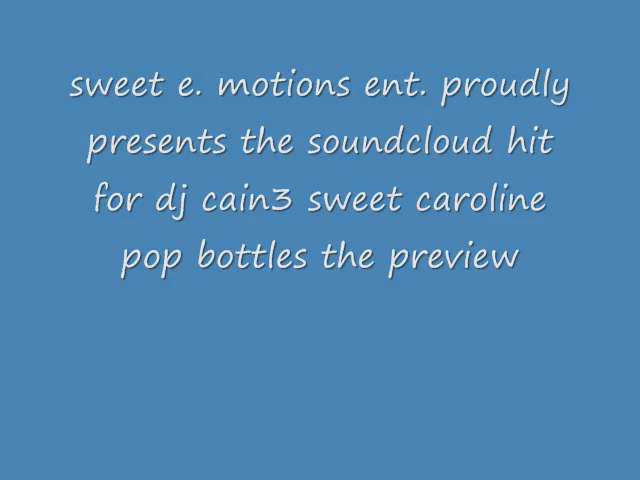 sweet e. motions ent. proudly
presents the soundcloud hit
for dj cain3 sweet caroline
pop bottles the preview